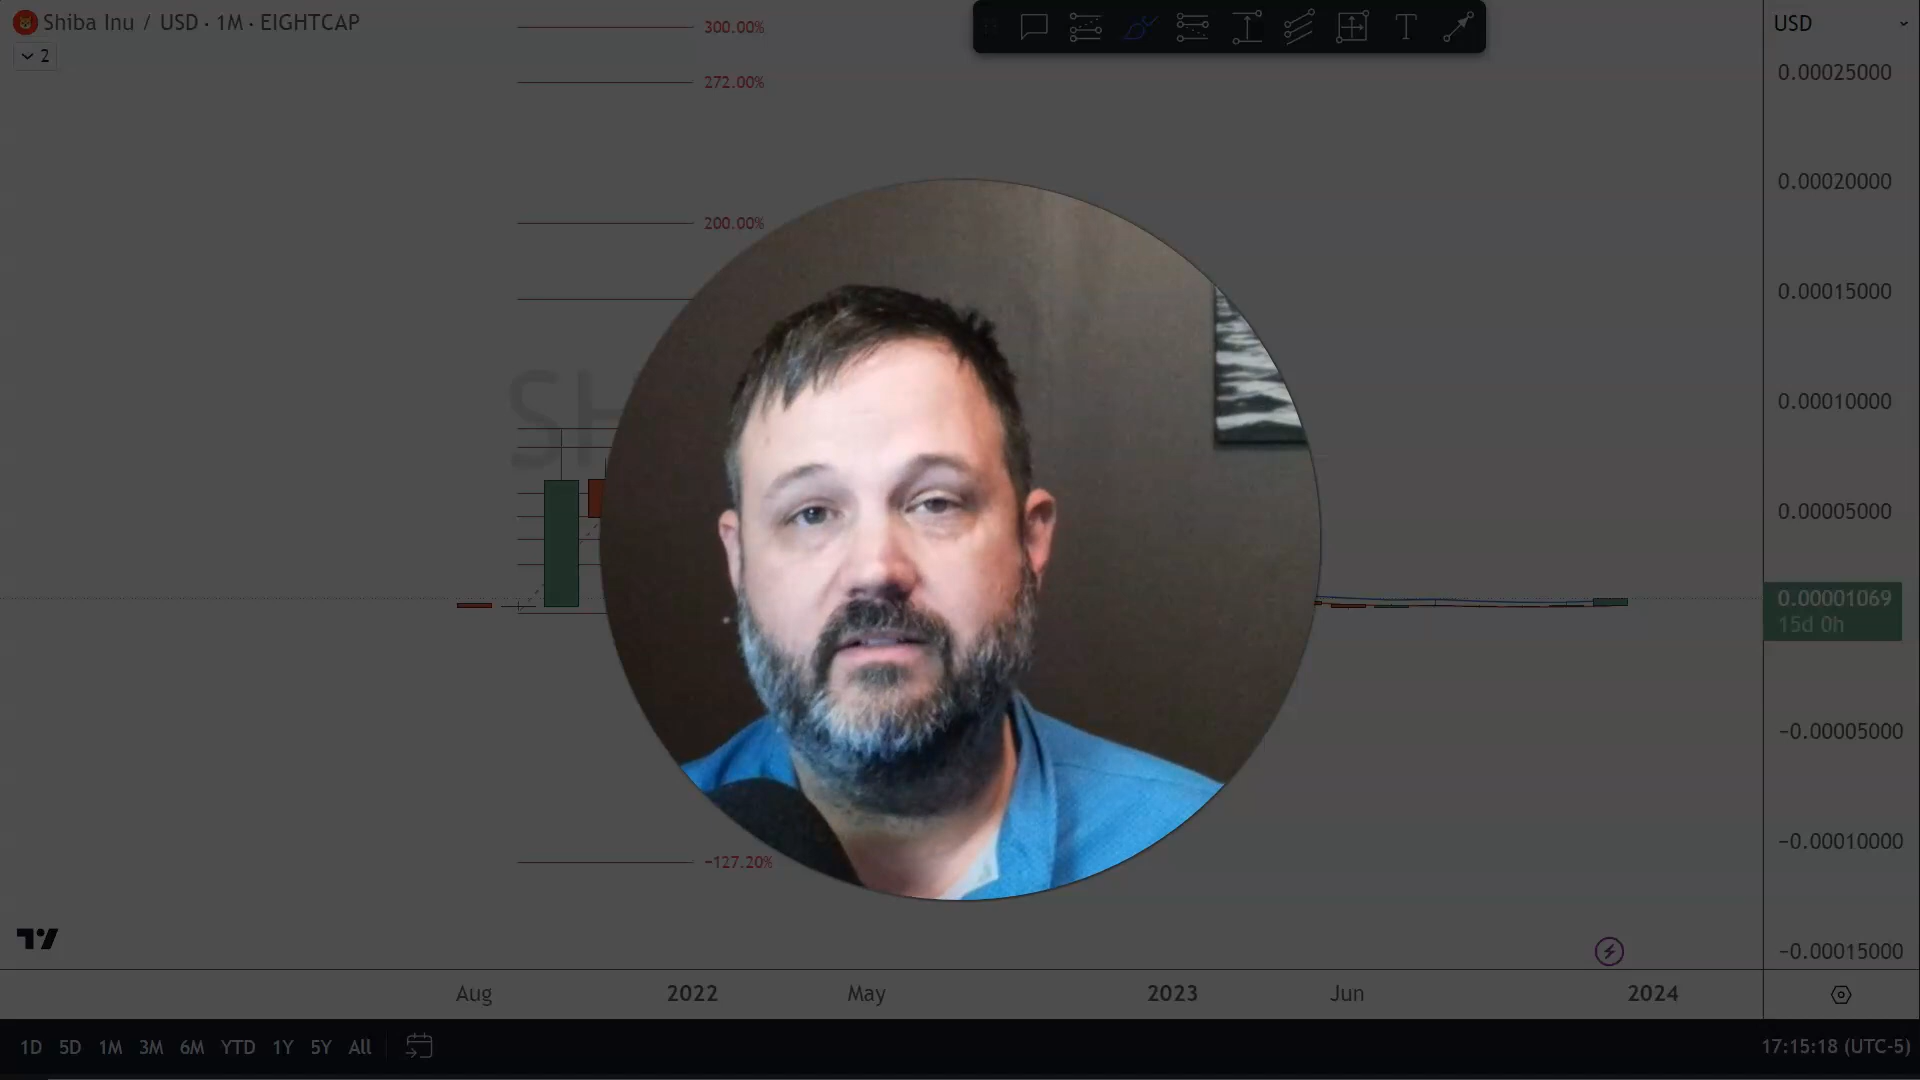 Shiba Inu / USD · 1M · EIGHTCAP
2
300.00%
272.00%
200.00%
SH
−127.20%
T
USD
0.00025000
0.00020000
0.00015000
0.00010000
0.00005000
0.00001069
15d 0h
−0.00005000
−0.00010000
−0.00015000
Aug 2022 May 2023 Jun 2024
1D 5D 1M 3M 6M YTD 1Y 5Y All
17:15:18 (UTC-5)